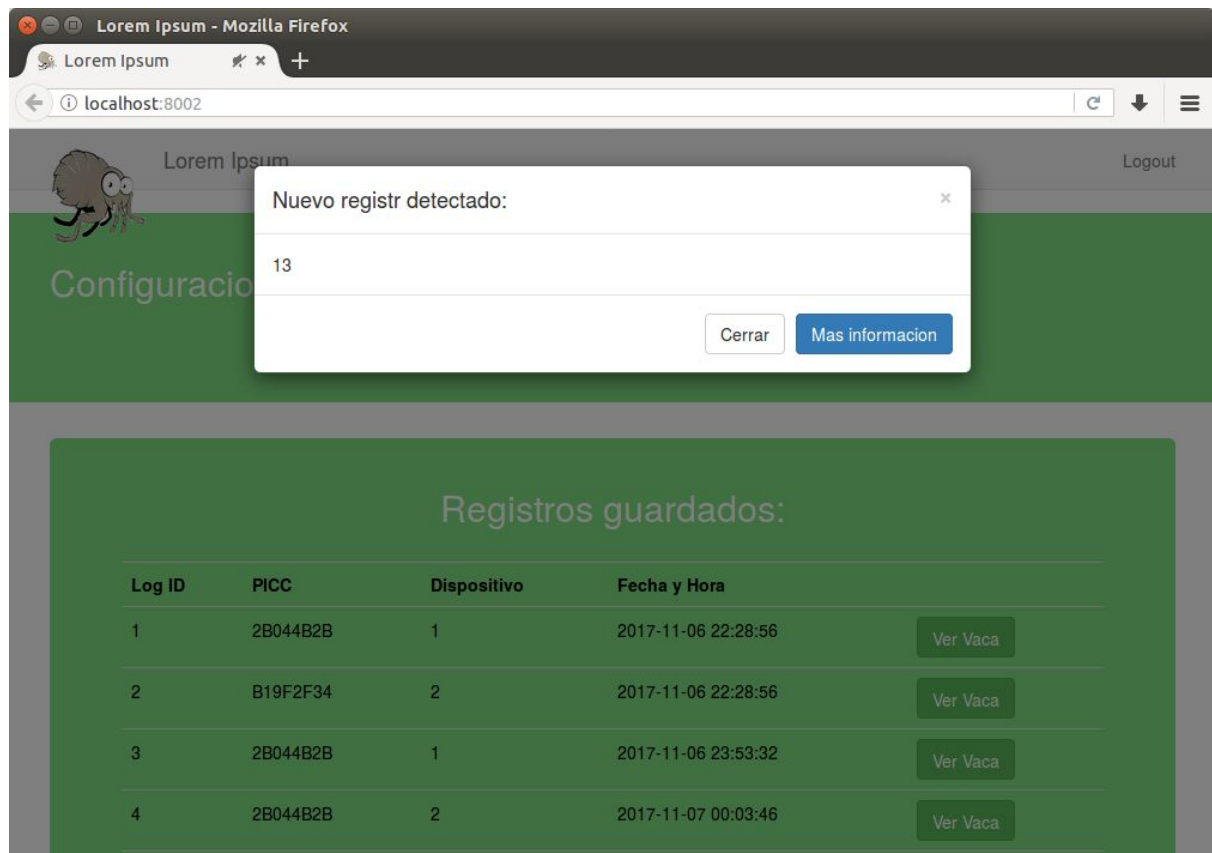 Lorem Ipsum - Mozilla Firefox
Lorem Ipsum
localhost:8002
Lorem Ipsum
Logout
Nuevo registr detectado:
13
Cerrar
Mas informacion
Configuracio
Registros guardados:
Log ID PICC Dispositivo Fecha y Hora
1 2B044B2B 1 2017-11-06 22:28:56 Ver Vaca
2 B19F2F34 2 2017-11-06 22:28:56 Ver Vaca
3 2B044B2B 1 2017-11-06 23:53:32 Ver Vaca
4 2B044B2B 2 2017-11-07 00:03:46 Ver Vaca